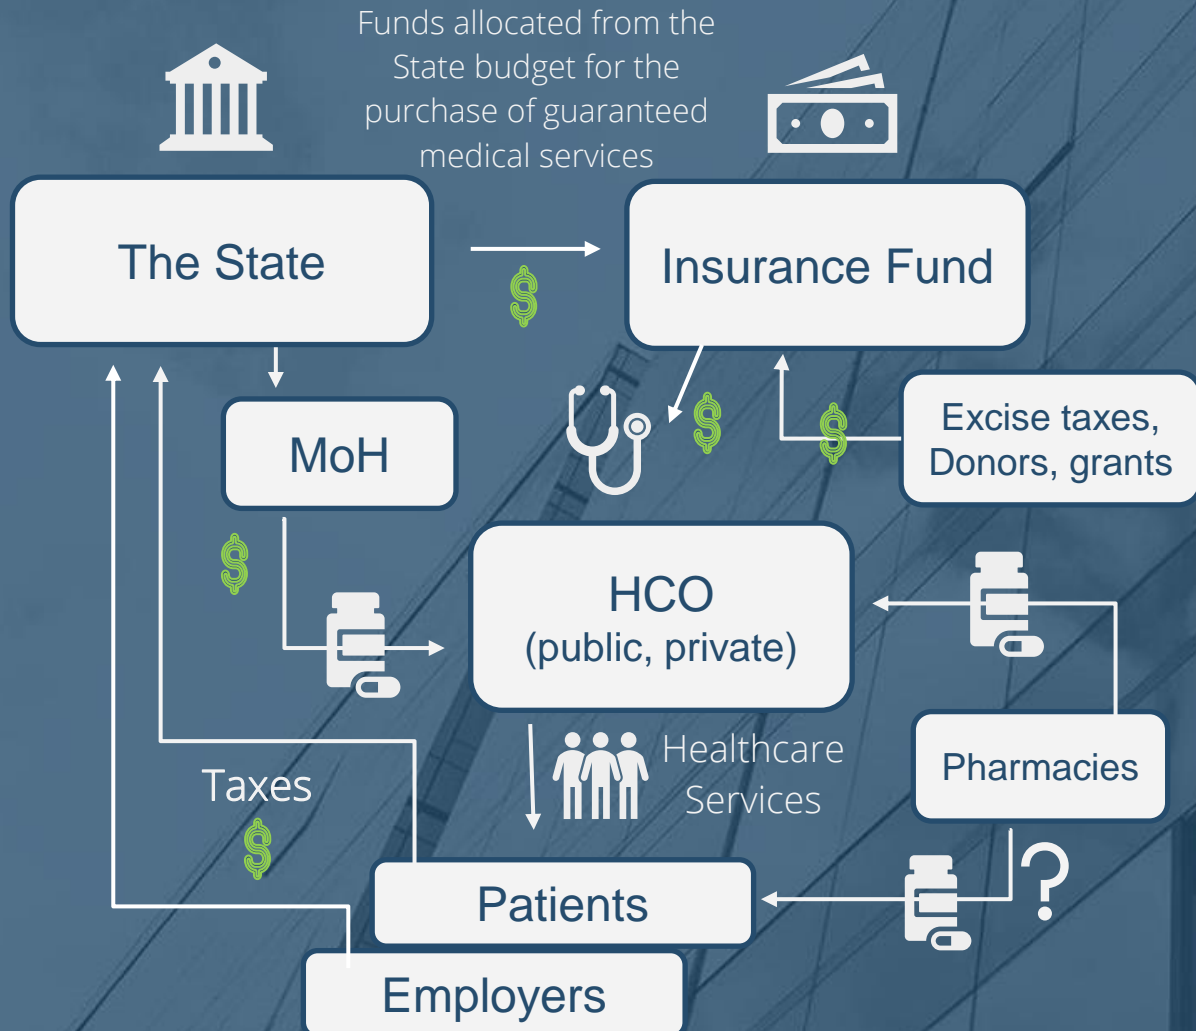 Funds allocated from the
State budget for the
purchase of guaranteed
medical services
The State
Insurance Fund
$
MoH
$
$
Excise taxes,
Donors, grants
$
HCO
(public, private)
Healthcare
Services
Pharmacies
Taxes
$
?
Patients
Employers